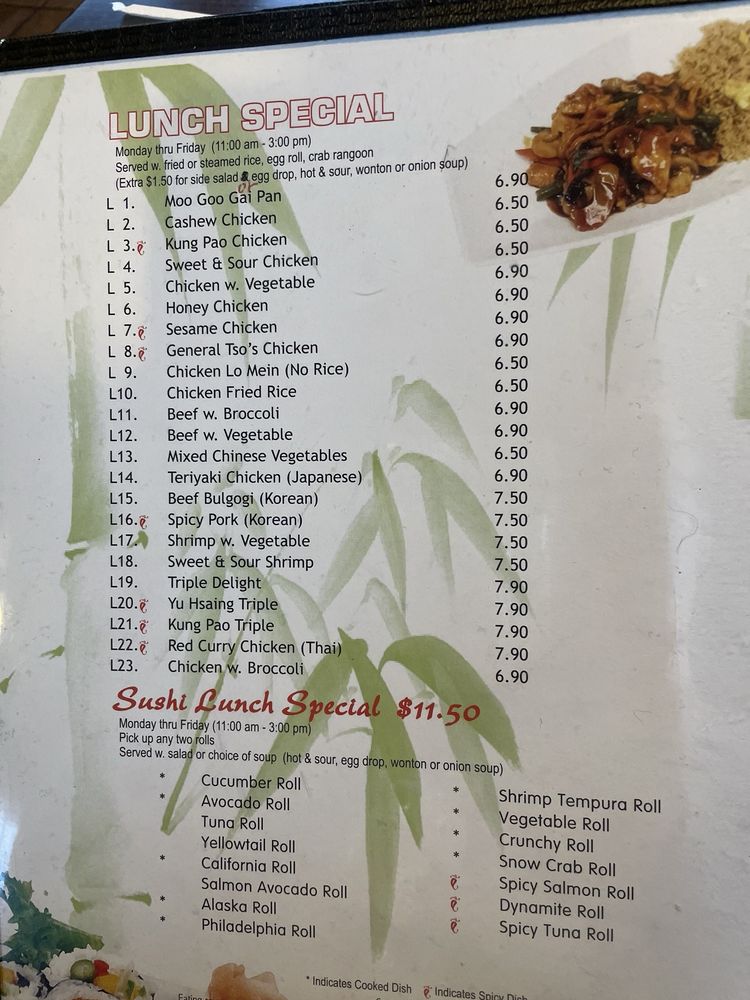 LUNCH SPECIAL
Monday thru Friday (11:00 am - 3:00 pm)
Served w. fried or steamed rice, egg roll, crab rangoon
(Extra $1.50 for side salad or egg drop, hot & sour, wonton or onion soup)
L 1. Moo Goo Gai Pan 6.90
L 2. Cashew Chicken 6.50
L 3. Kung Pao Chicken 6.50
L 4. Sweet & Sour Chicken 6.50
L 5. Chicken w. Vegetable 6.90
L 6. Honey Chicken 6.90
L 7. Sesame Chicken 6.90
L 8. General Tso's Chicken 6.90
L 9. Chicken Lo Mein (No Rice) 6.50
L10. Chicken Fried Rice 6.50
L11. Beef w. Broccoli 6.90
L12. Beef w. Vegetable 6.90
L13. Mixed Chinese Vegetables 6.50
L14. Teriyaki Chicken (Japanese) 6.90
L15. Beef Bulgogi (Korean) 7.50
L16. Spicy Pork (Korean) 7.50
L17. Shrimp w. Vegetable 7.50
L18. Sweet & Sour Shrimp 7.50
L19. Triple Delight 7.90
L20. Yu Hsaing Triple 7.90
L21. Kung Pao Triple 7.90
L22. Red Curry Chicken (Thai) 7.90
L23. Chicken w. Broccoli 6.90
Sushi Lunch Special $11.50
Monday thru Friday (11:00 am - 3:00 pm)
Pick up any two rolls
Served w. salad or choice of soup (hot & sour, egg drop, wonton or onion soup)
* Cucumber Roll
* Avocado Roll
Tuna Roll
Yellowtail Roll
* California Roll
Salmon Avocado Roll
* Alaska Roll
* Philadelphia Roll
* Shrimp Tempura Roll
* Vegetable Roll
* Crunchy Roll
* Snow Crab Roll
Spicy Salmon Roll
Dynamite Roll
Spicy Tuna Roll
* Indicates Cooked Dish Indicates Spicy Dish
Eating